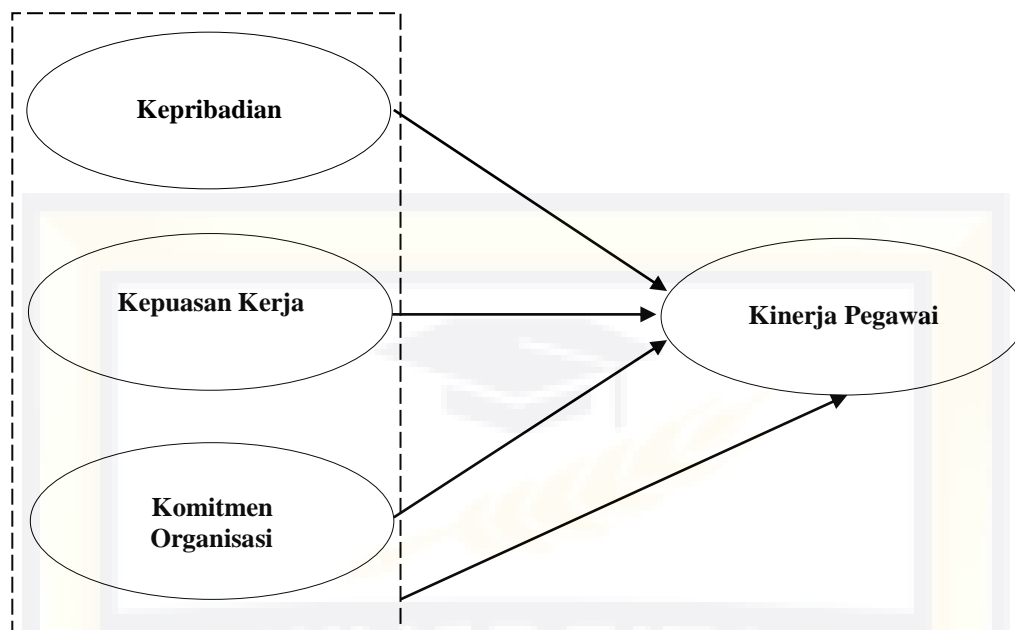 Kepribadian
Kepuasan Kerja
Kinerja Pegawai
Komitmen
Organisasi